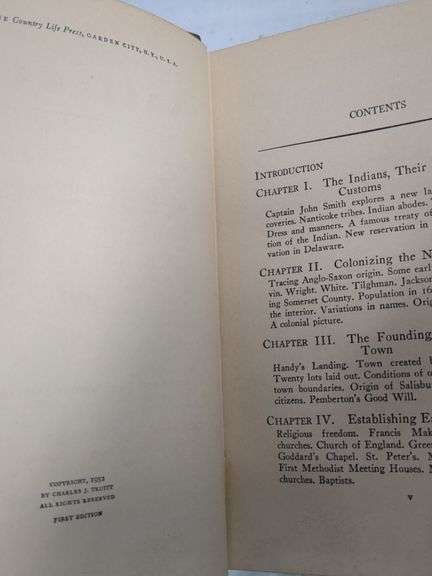 Country Life Press, GARDEN CITY, N. Y., U. S. A.
COPYRIGHT, 1932
BY CHARLES J. TRUITT
ALL RIGHTS RESERVED
FIRST EDITION
CONTENTS
INTRODUCTION
CHAPTER I. The Indians, Their
Customs
Captain John Smith explores a new la
coveries. Nanticoke tribes. Indian abodes.
Dress and manners. A famous treaty of
tion of the Indian. New reservation in
vation in Delaware.
CHAPTER II. Colonizing the N
Tracing Anglo-Saxon origin. Some earl
vin. Wright. White. Tilghman. Jackson
ing Somerset County. Population in 16
the interior. Variations in names. Orig
A colonial picture.
CHAPTER III. The Founding
Town
Handy's Landing. Town created b
Twenty lots laid out. Conditions of o
town boundaries. Origin of Salisbu
citizens. Pemberton's Good Will.
CHAPTER IV. Establishing Ea
Religious freedom. Francis Mak
churches. Church of England. Green
Goddard's Chapel. St. Peter's. M
First Methodist Meeting Houses. M
churches. Baptists.
v